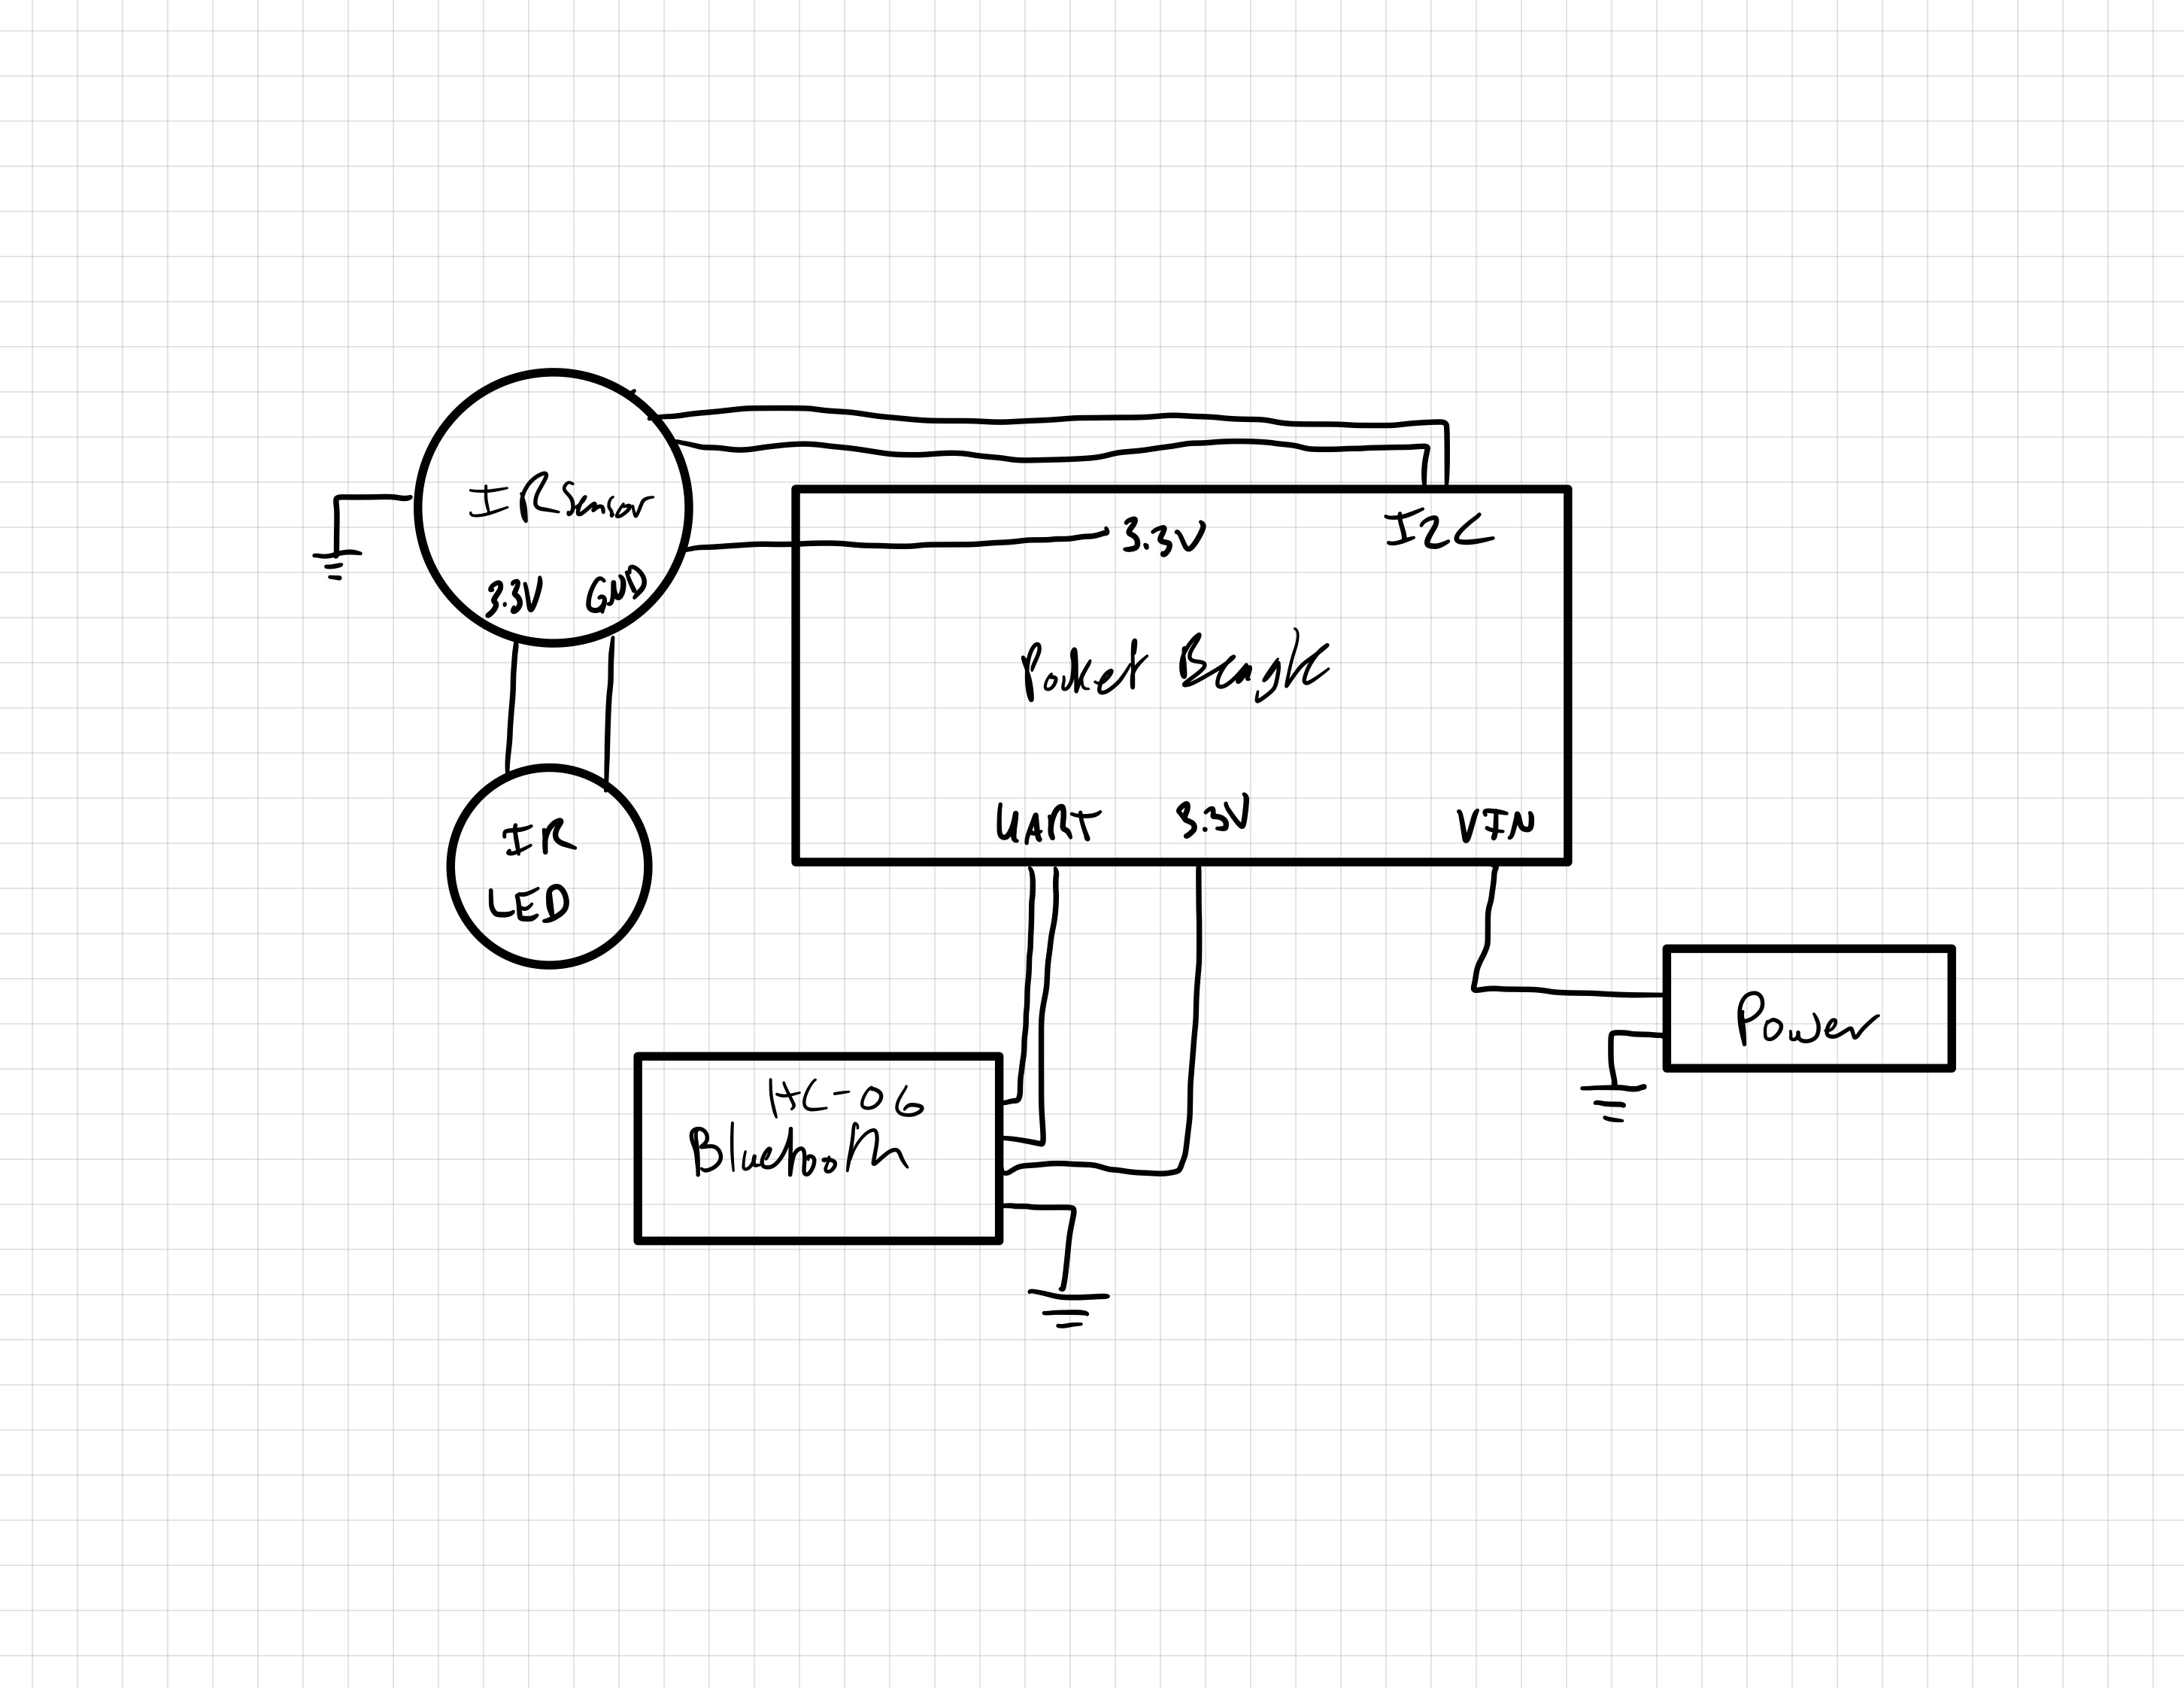 IR Sensor
3.3V GND
3.3V
I2C
Pocket Beagle
UART 3.3V VIN
IR
LED
Power
HC-06
Bluetooth